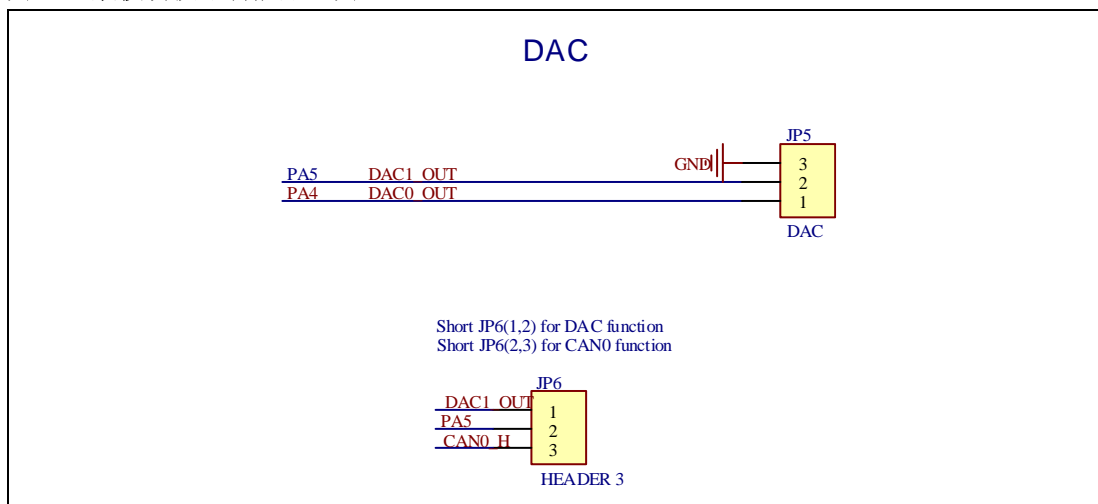 DAC
JP5
GND
3
PA5 DAC1_OUT
2
PA4 DAC0_OUT
1
DAC
Short JP6(1,2) for DAC function
Short JP6(2,3) for CAN0 function
JP6
DAC1_OUT
1
PA5
2
CAN0_H
3
HEADER 3